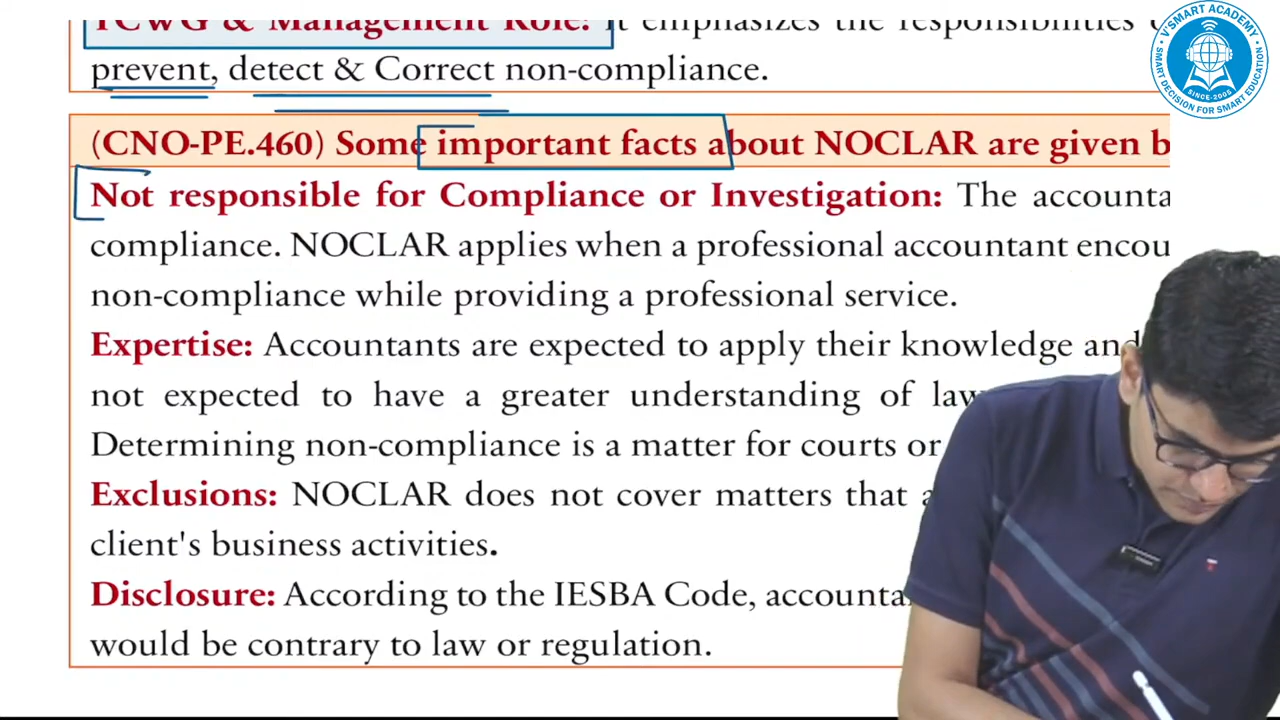 TCWG & Management Role: It emphasizes the responsibilities
prevent, detect & Correct non-compliance.
(CNO-PE.460) Some important facts about NOCLAR are given b
Not responsible for Compliance or Investigation: The accounta
compliance. NOCLAR applies when a professional accountant encou
non-compliance while providing a professional service.
Expertise: Accountants are expected to apply their knowledge and
not expected to have a greater understanding of law
Determining non-compliance is a matter for courts or
Exclusions: NOCLAR does not cover matters that a
client's business activities.
Disclosure: According to the IESBA Code, accounta
would be contrary to law or regulation.
V'SMART ACADEMY
SMART DECISION FOR SMART EDUCATION
SINCE-2005